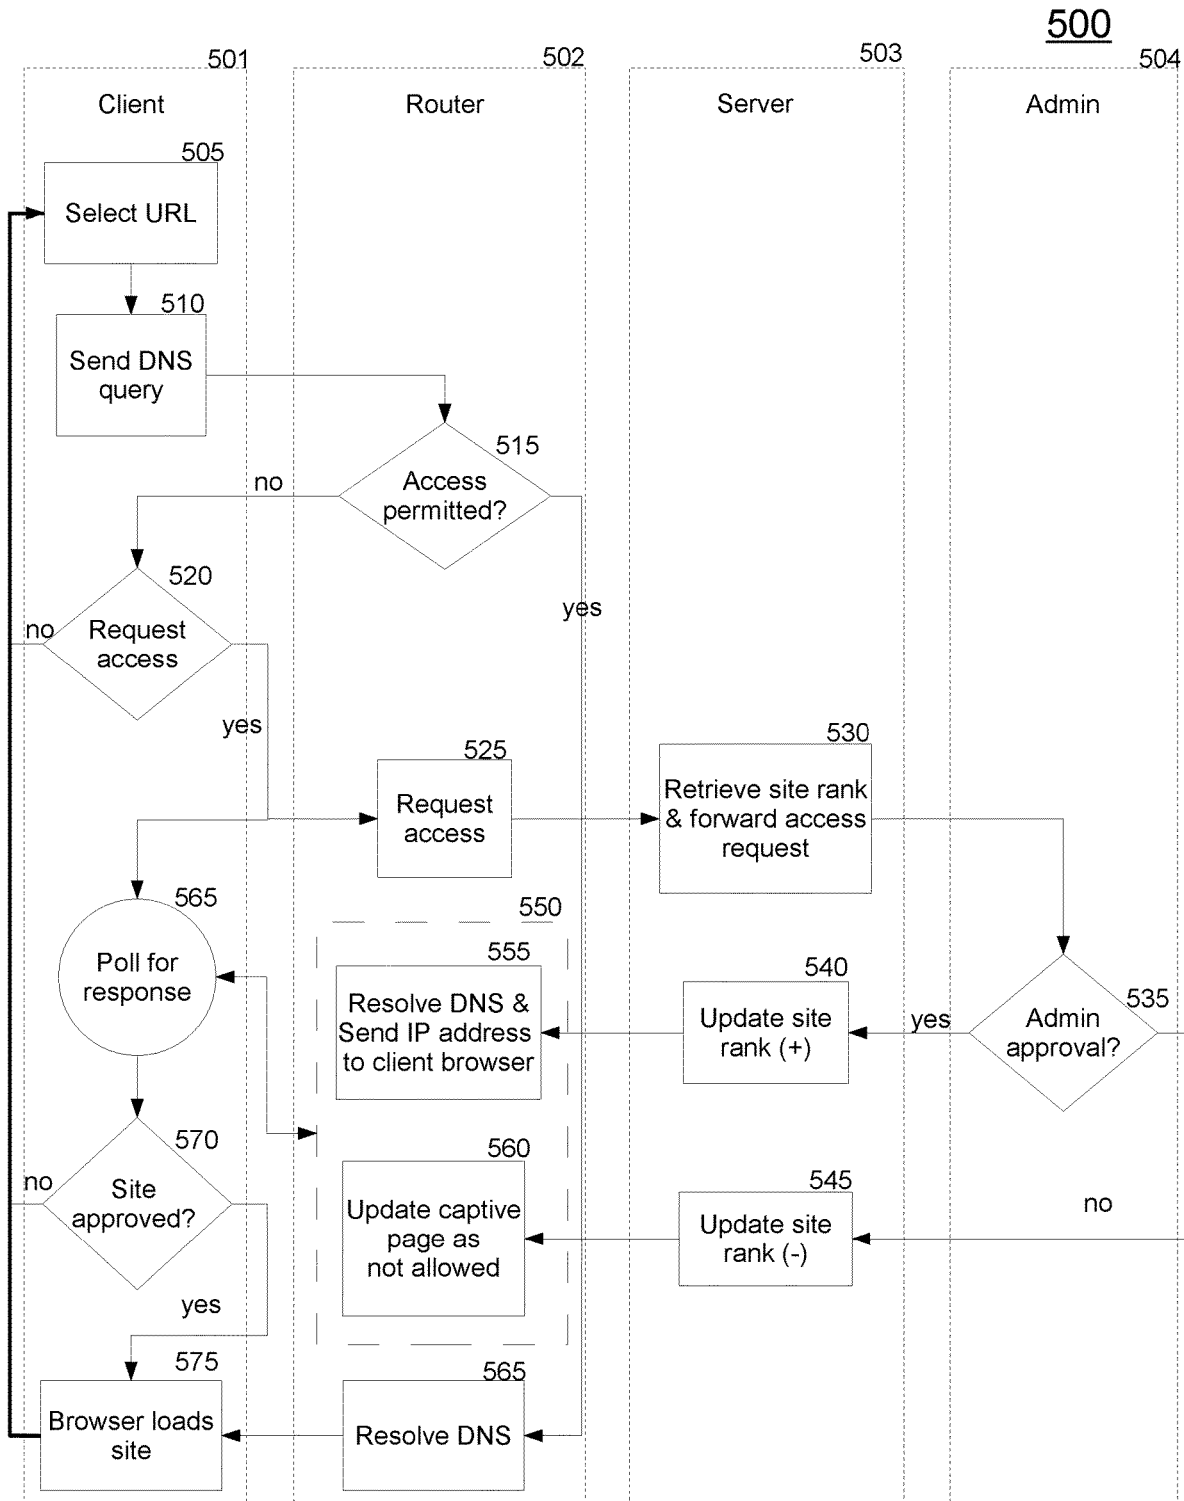 500
501
502
503
504
Client
Router
Server
Admin
505
Select URL
510
Send DNS
query
515
Access
permitted?
no
yes
520
Request
access
no
yes
525
Request
access
530
Retrieve site rank
& forward access
request
565
Poll for
response
550
555
Resolve DNS &
Send IP address
to client browser
540
Update site
rank (+)
yes
535
Admin
approval?
no
570
Site
approved?
no
yes
560
Update captive
page as
not allowed
545
Update site
rank (-)
575
Browser loads
site
565
Resolve DNS